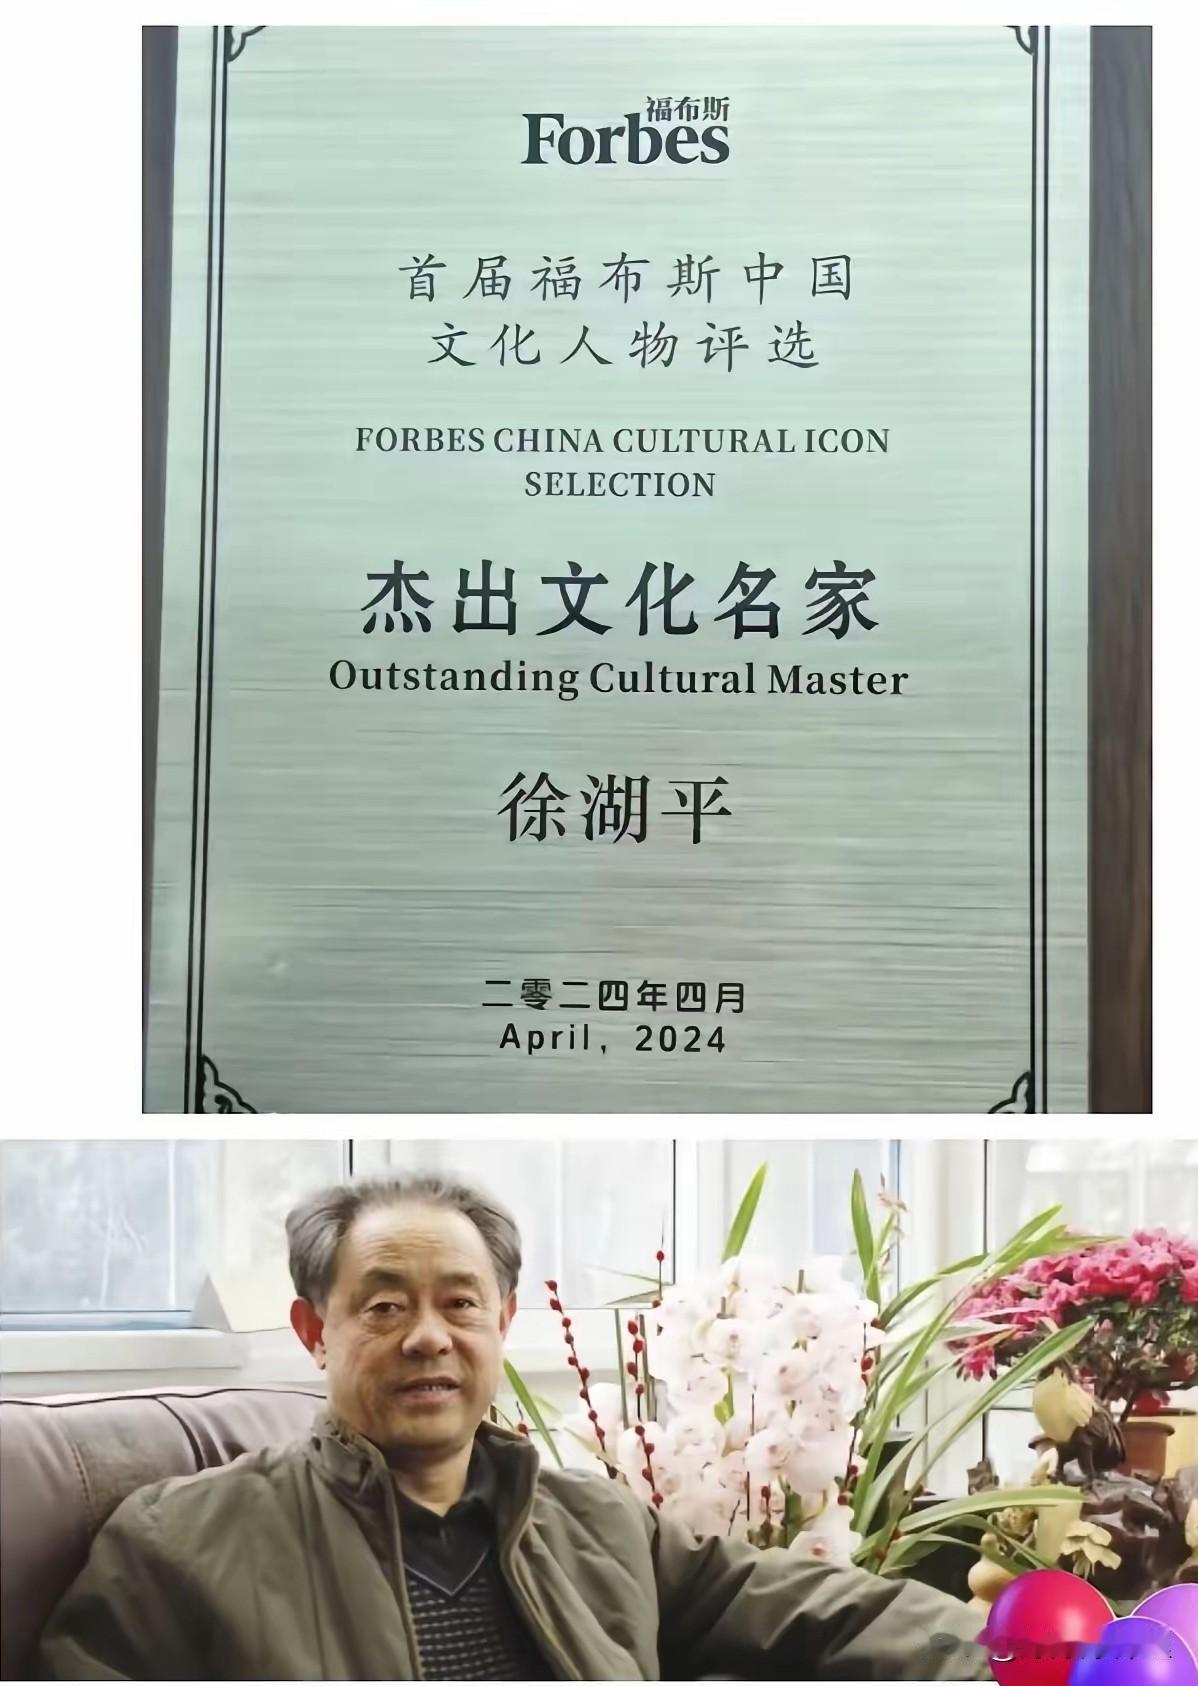 福布斯
Forbes
首届福布斯中国
文化人物评选
FORBES CHINA CULTURAL ICON
SELECTION
杰出文化名家
Outstanding Cultural Master
徐湖平
二零二四年四月
April, 2024